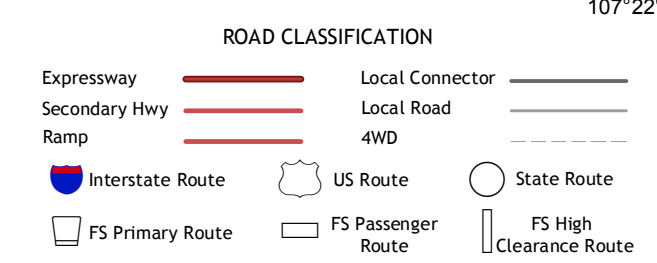 107°22'
ROAD CLASSIFICATION
Expressway
Local Connector
Secondary Hwy
Local Road
Ramp
4WD
Interstate Route
US Route
State Route
FS Primary Route
FS Passenger
Route
FS High
Clearance Route